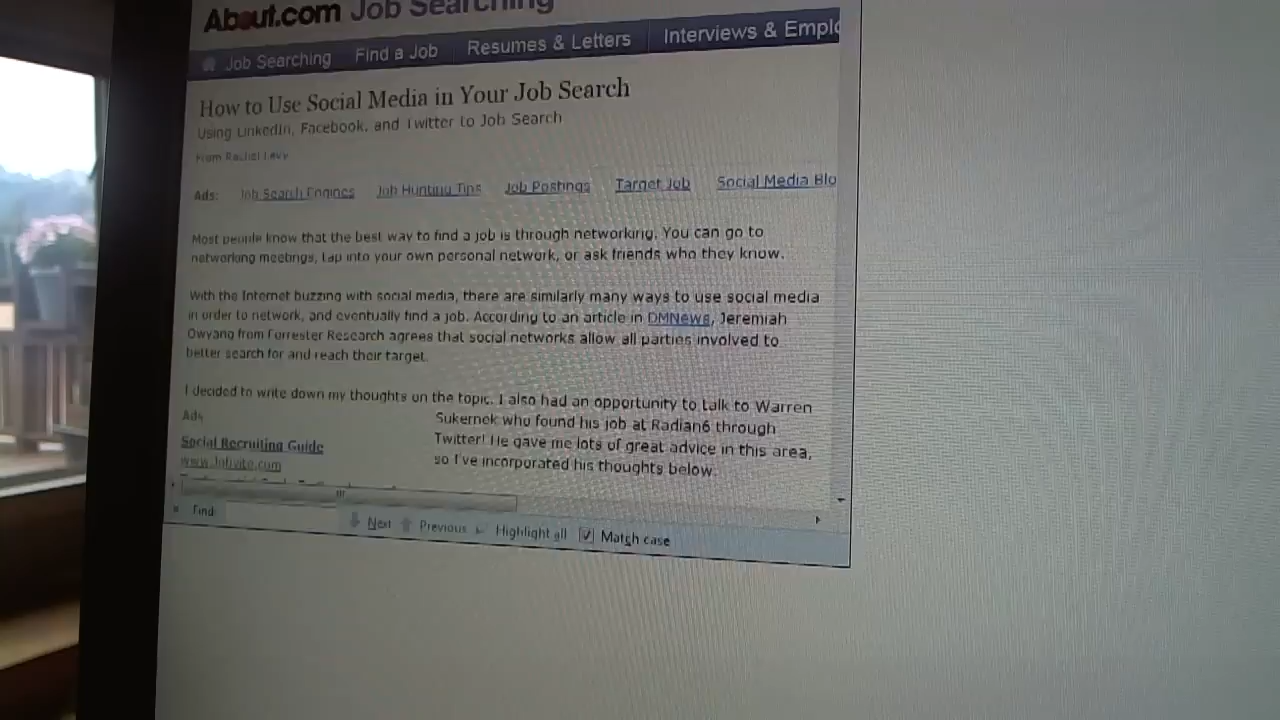 About.com Job Searching
Job Searching Find a Job Resumes & Letters Interviews & Emplo
How to Use Social Media in Your Job Search
Using LinkedIn, Facebook, and Twitter to Job Search
From Rachel Levy
Ads: Job Search Engines Job Hunting Tips Job Postings Target Job Social Media Blo
Most people know that the best way to find a job is through networking. You can go to
networking meetings, tap into your own personal network, or ask friends who they know.
With the Internet buzzing with social media, there are similarly many ways to use social media
in order to network, and eventually find a job. According to an article in DMNews, Jeremiah
Owyang from Forrester Research agrees that social networks allow all parties involved to
better search for and reach their target.
I decided to write down my thoughts on the topic. I also had an opportunity to talk to Warren
Sukernek who found his job at Radian6 through
Twitter! He gave me lots of great advice in this area,
so I've incorporated his thoughts below.
Ads
Social Recruiting Guide
www.Jobvite.com
x Find: Next Previous Highlight all Match case